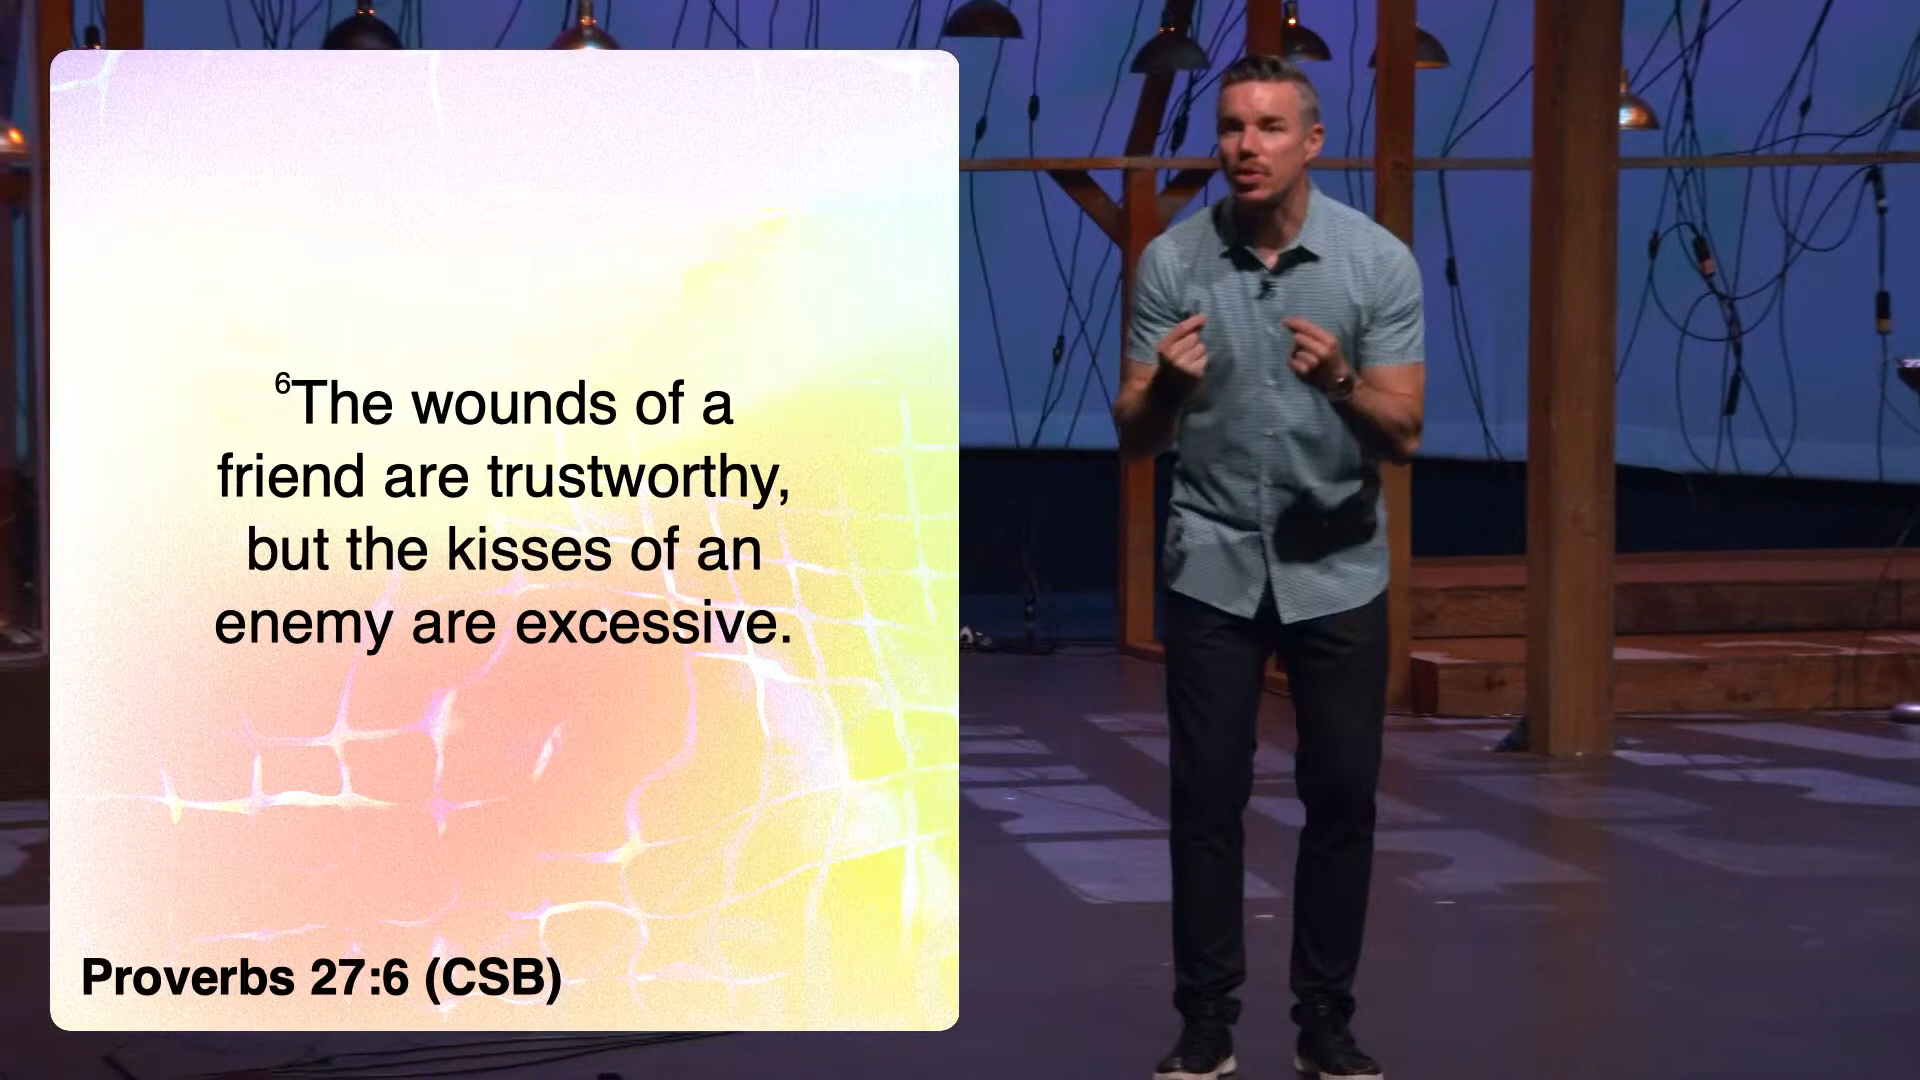 ⁶The wounds of a
friend are trustworthy,
but the kisses of an
enemy are excessive.
Proverbs 27:6 (CSB)